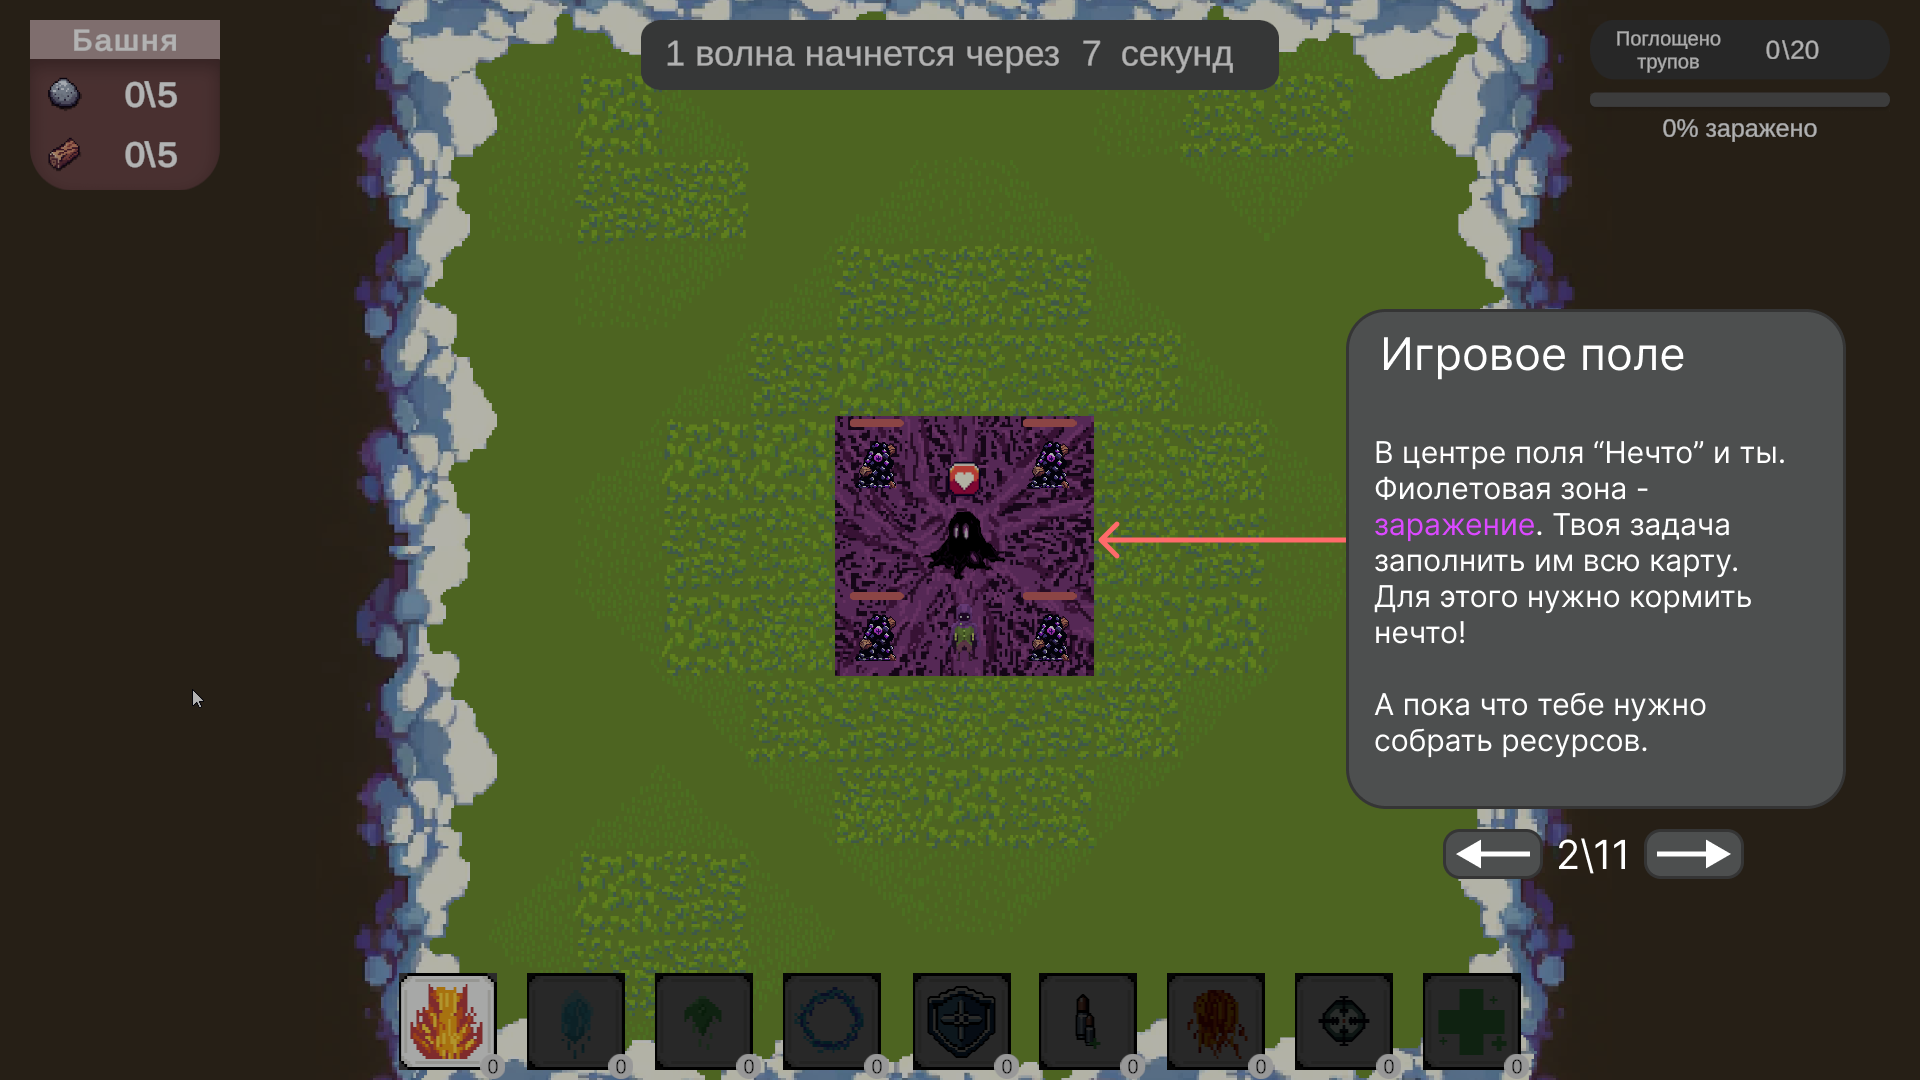 Башня
0\5
0\5
1 волна начнется через 7 секунд
Поглощено
трупов
0\20
0% заражено
Игровое поле
В центре поля “Нечто” и ты.
Фиолетовая зона -
заражение. Твоя задача
заполнить им всю карту.
Для этого нужно кормить
нечто!
А пока что тебе нужно
собрать ресурсов.
2\11
0
0
0
0
0
0
0
0
0